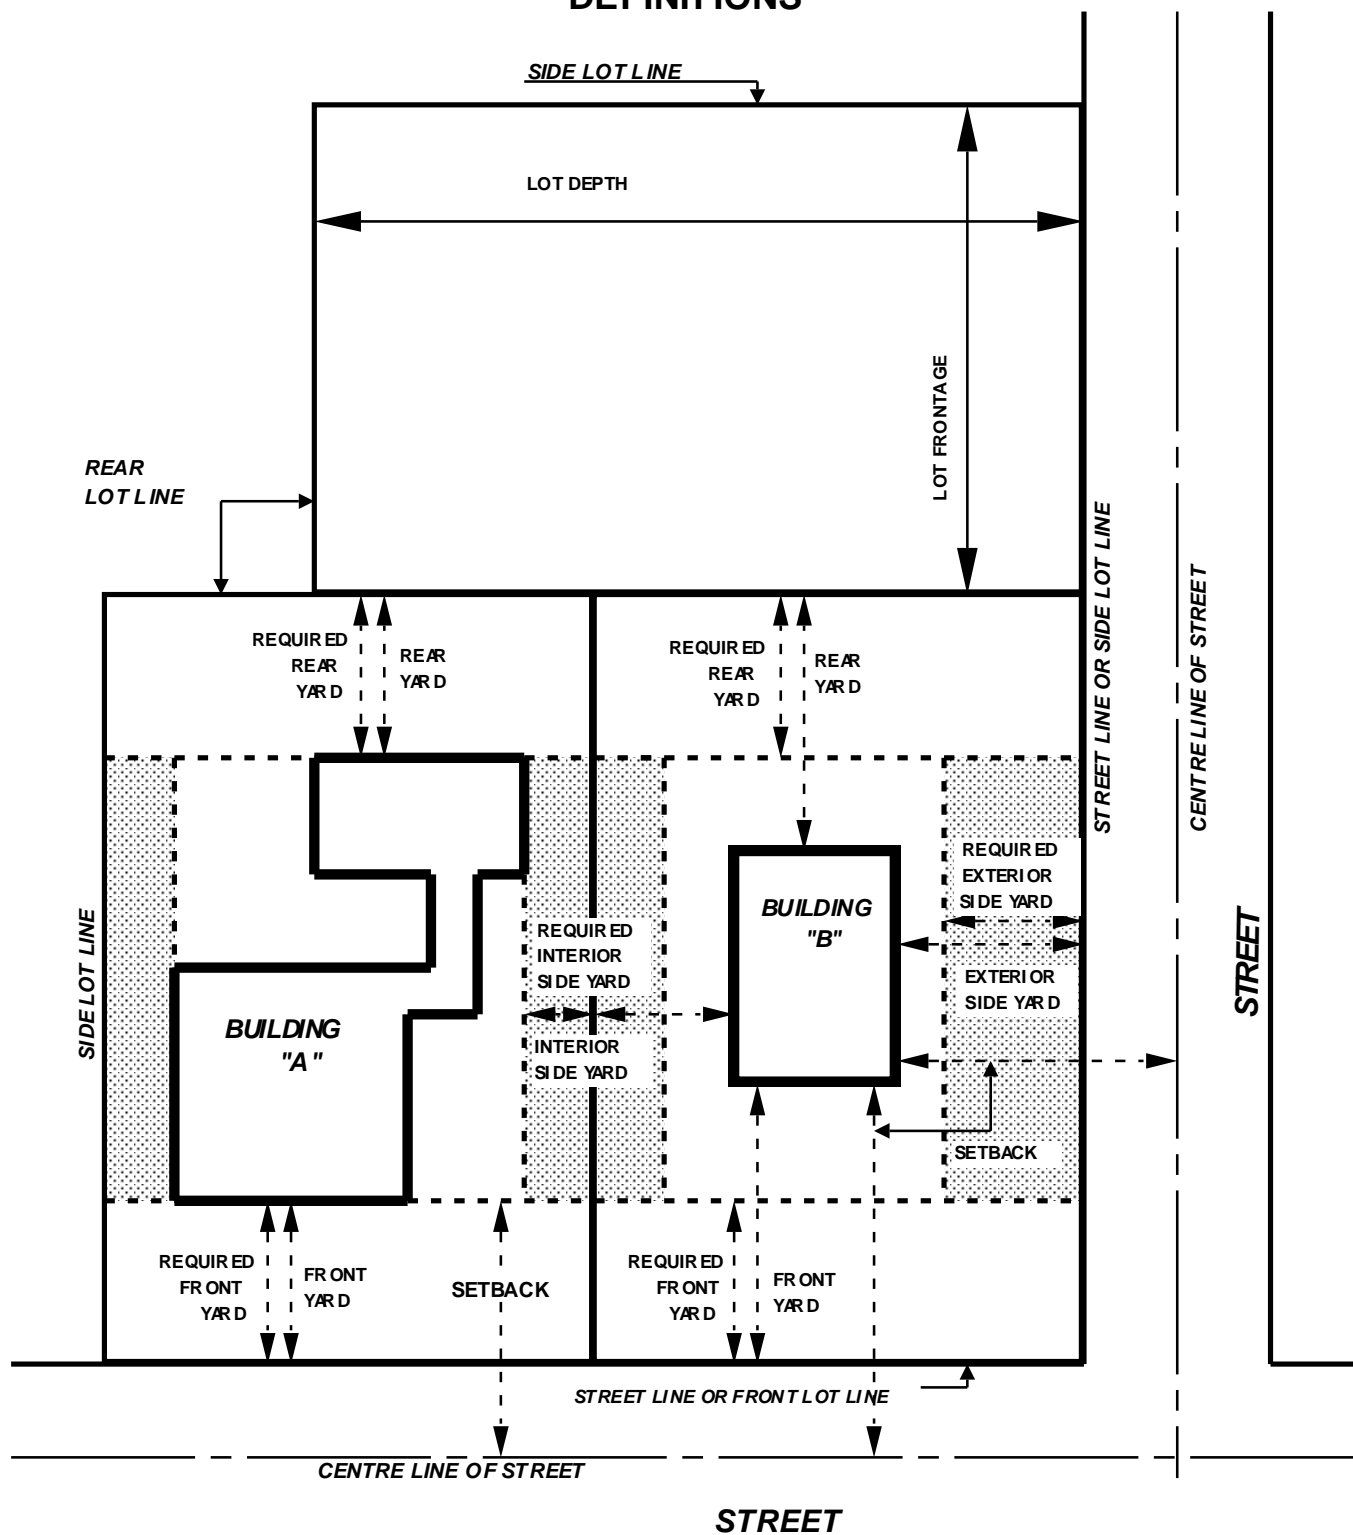 DEFINITIONS
SIDE LOT LINE
LOT DEPTH
LOT FRONTAGE
REAR
LOT LINE
STREET LINE OR SIDE LOT LINE
CENTRE LINE OF STREET
REQUIRED
REAR
YARD
REAR
YARD
REQUIRED
REAR
YARD
REAR
YARD
SIDE LOT LINE
BUILDING
"A"
REQUIRED
INTERIOR
SIDE YARD
INTERIOR
SIDE YARD
BUILDING
"B"
REQUIRED
EXTERIOR
SIDE YARD
EXTERIOR
SIDE YARD
SETBACK
STREET
REQUIRED
FRONT
YARD
FRONT
YARD
SETBACK
REQUIRED
FRONT
YARD
FRONT
YARD
STREET LINE OR FRONT LOT LINE
CENTRE LINE OF STREET
STREET